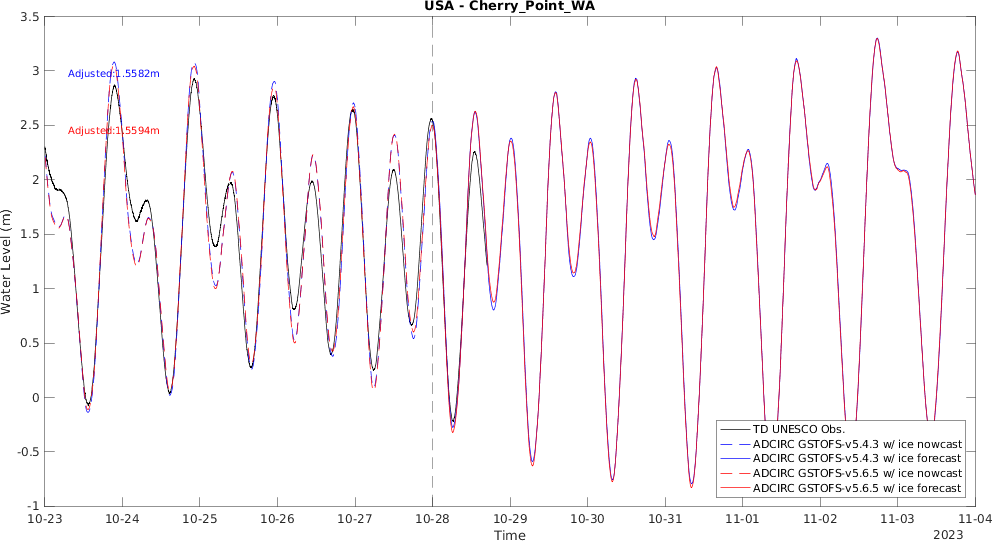 USA - Cherry_Point_WA
3.5
3
2.5
2
1.5
1
0.5
0
-0.5
-1
Water Level (m)
Adjusted:1.5582m
Adjusted:1.5594m
TD UNESCO Obs.
ADCIRC GSTOFS-v5.4.3 w/ ice nowcast
ADCIRC GSTOFS-v5.4.3 w/ ice forecast
ADCIRC GSTOFS-v5.6.5 w/ ice nowcast
ADCIRC GSTOFS-v5.6.5 w/ ice forecast
10-23 10-24 10-25 10-26 10-27 10-28 10-29 10-30 10-31 11-01 11-02 11-03 11-04
Time
2023